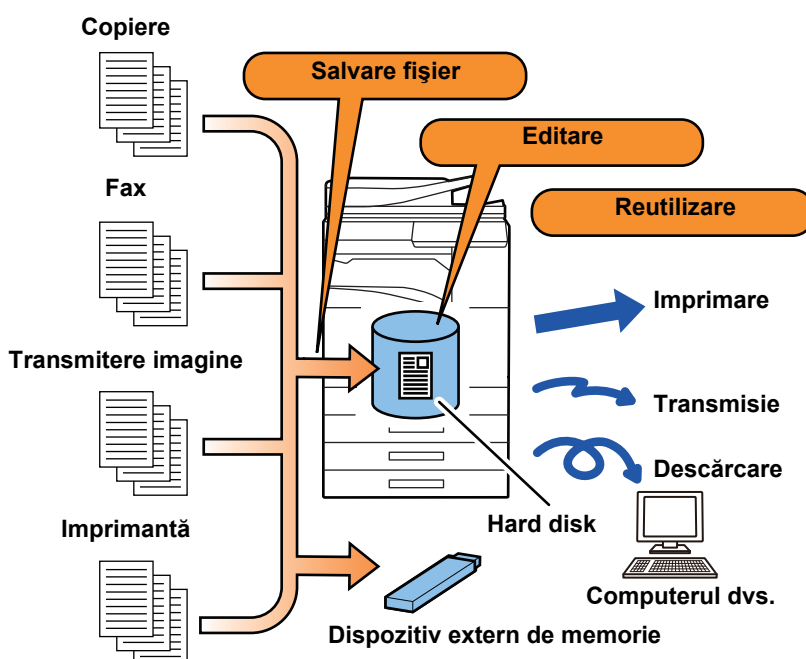 Copiere
Salvare fişier
Editare
Fax
Reutilizare
Imprimare
Transmitere imagine
Transmisie
Descărcare
Imprimantă
Hard disk
Computerul dvs.
Dispozitiv extern de memorie